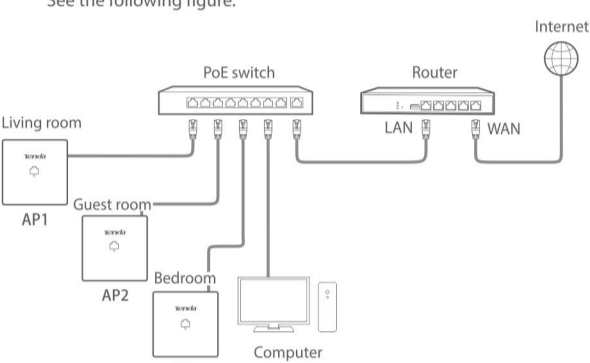 See the following figure.
Internet
PoE switch
Router
Living room
LAN
WAN
Tenda
AP1
Guest room
Tenda
AP2
Bedroom
Tenda
Computer